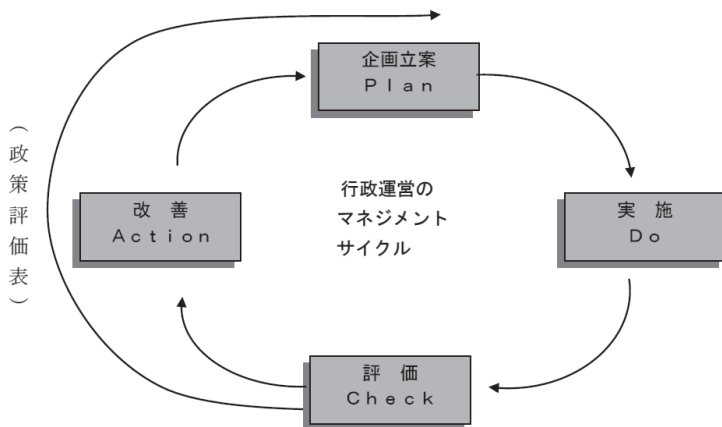 企画立案
Ｐｌａｎ
（政策評価表）
行政運営の
マネジメント
サイクル
改　善
Ａｃｔｉｏｎ
実　施
Ｄｏ
評　価
Ｃｈｅｃｋ